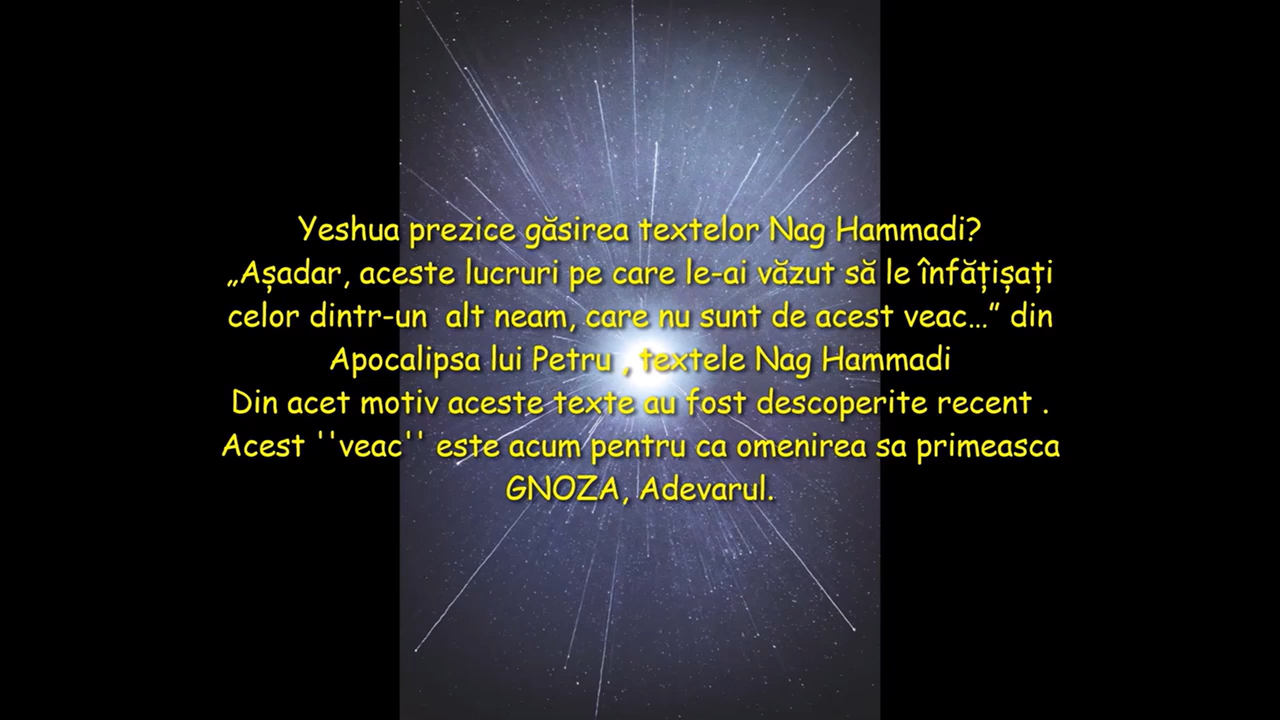 Yeshua prezice găsirea textelor Nag Hammadi?
„Așadar, aceste lucruri pe care le-ai văzut să le înfățișați
celor dintr-un  alt neam, care nu sunt de acest veac…” din
Apocalipsa lui Petru , textele Nag Hammadi
Din acet motiv aceste texte au fost descoperite recent .
Acest ''veac'' este acum pentru ca omenirea sa primeasca
GNOZA, Adevarul.